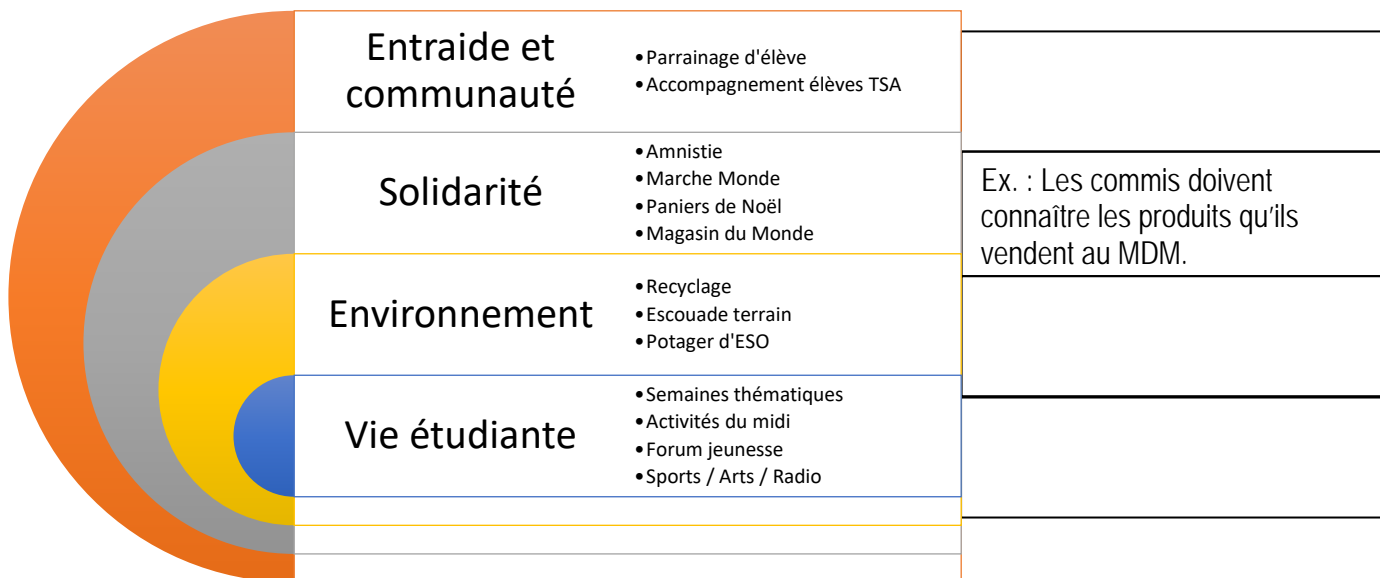 Entraide et
communauté
•Parrainage d'élève
•Accompagnement élèves TSA
Solidarité
•Amnistie
•Marche Monde
•Paniers de Noël
•Magasin du Monde
Ex. : Les commis doivent
connaître les produits qu'ils
vendent au MDM.
Environnement
•Recyclage
•Escouade terrain
•Potager d'ESO
Vie étudiante
•Semaines thématiques
•Activités du midi
•Forum jeunesse
•Sports / Arts / Radio